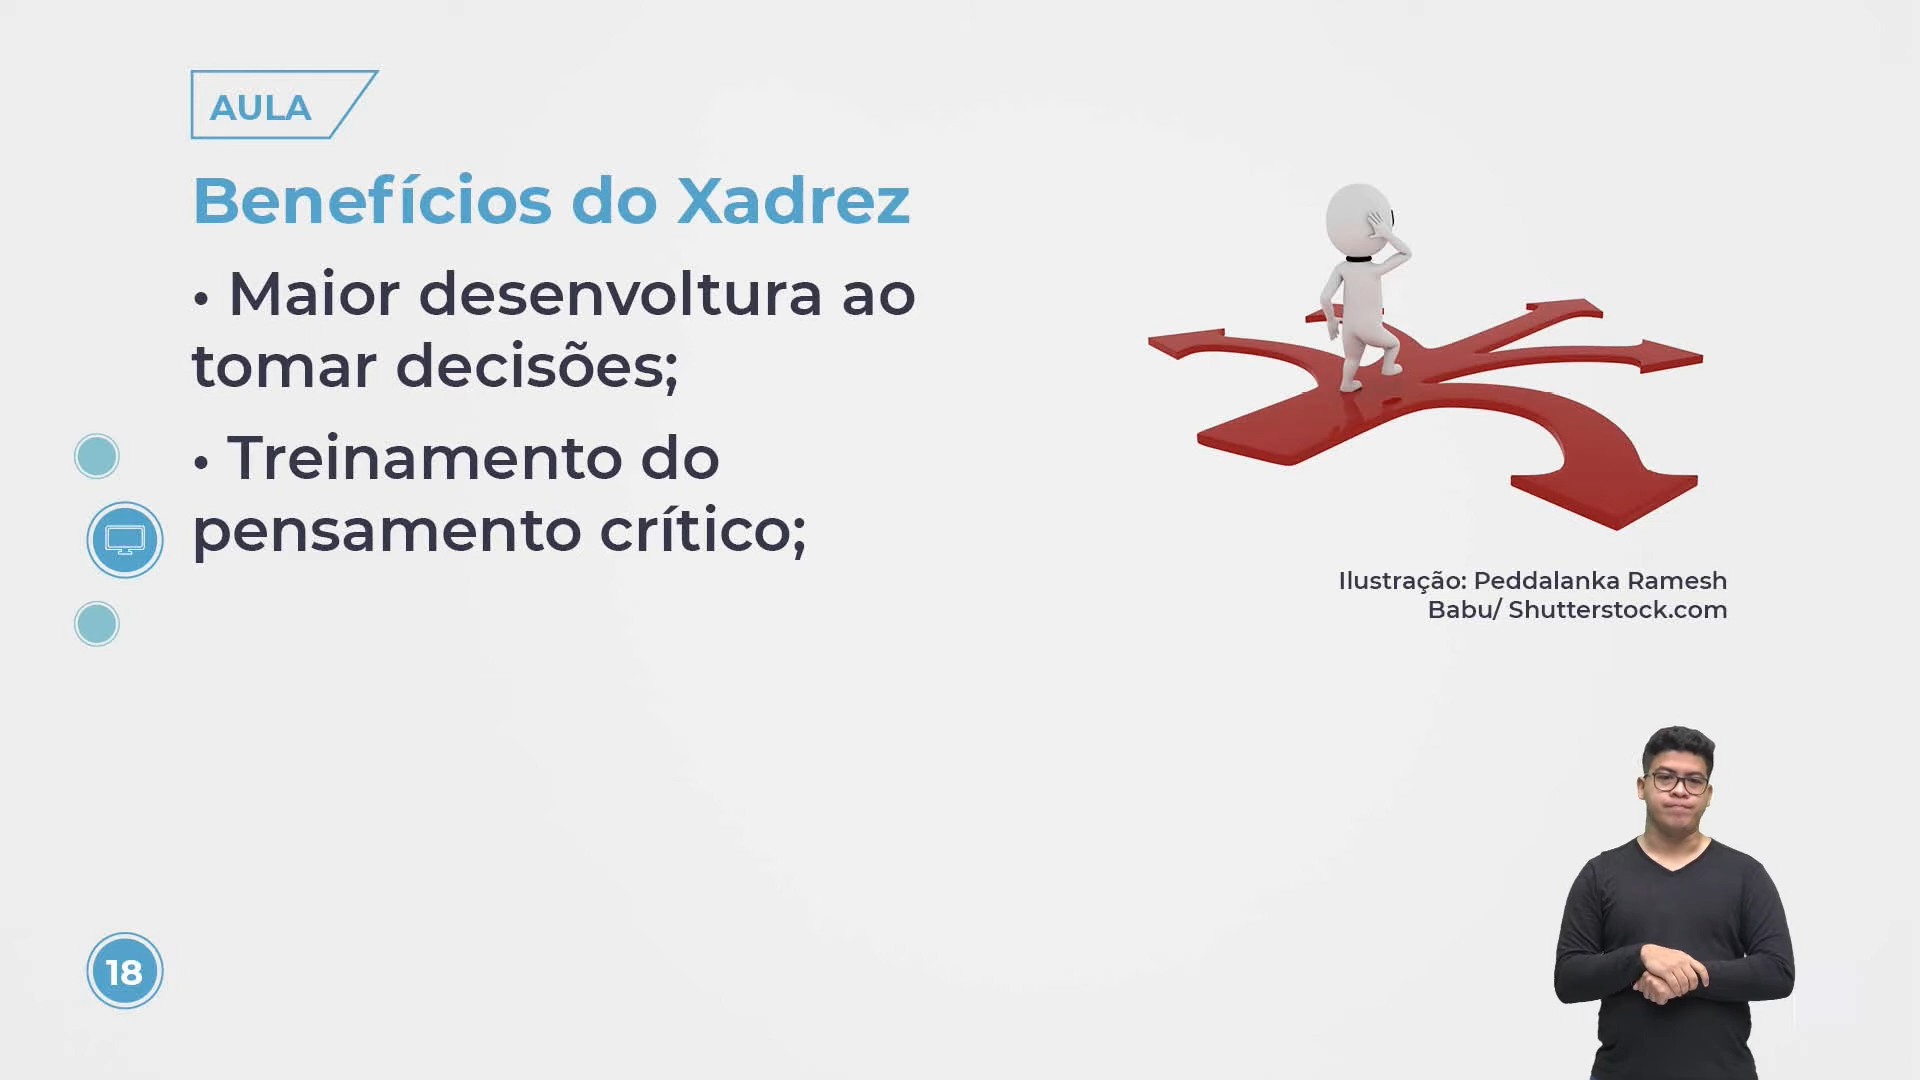 AULA
Benefícios do Xadrez
• Maior desenvoltura ao
tomar decisões;
• Treinamento do
pensamento crítico;
Ilustração: Peddalanka Ramesh
Babu/ Shutterstock.com
18